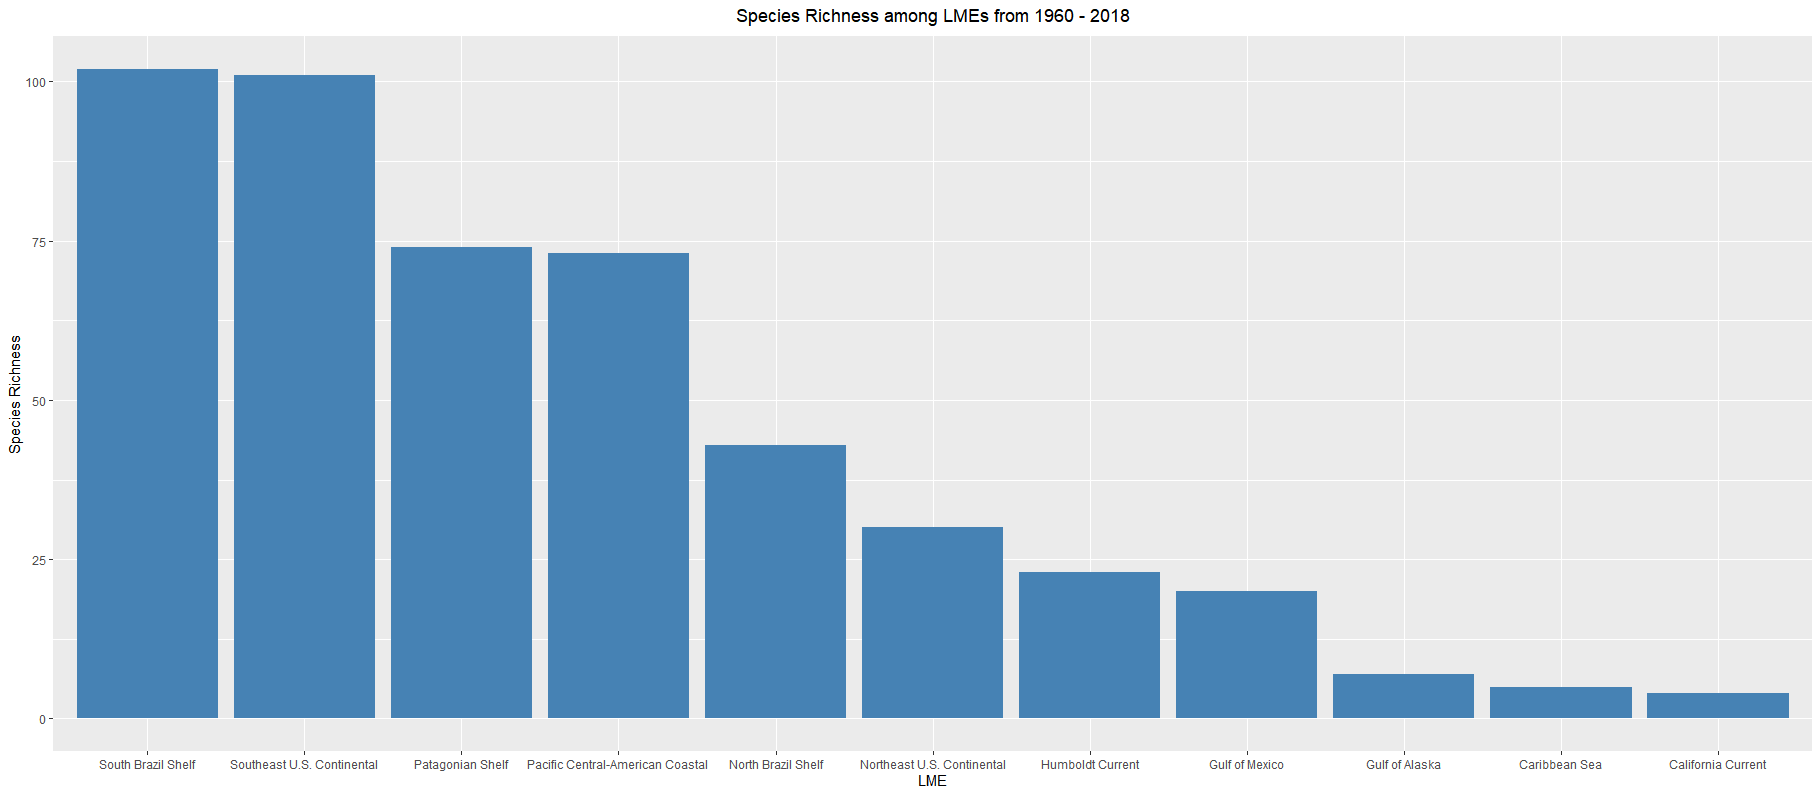 Species Richness among LMEs from 1960 - 2018
Species Richness
100
75
50
25
0
South Brazil Shelf
Southeast U.S. Continental
Patagonian Shelf
Pacific Central-American Coastal
North Brazil Shelf
Northeast U.S. Continental
Humboldt Current
Gulf of Mexico
Gulf of Alaska
Caribbean Sea
California Current
LME